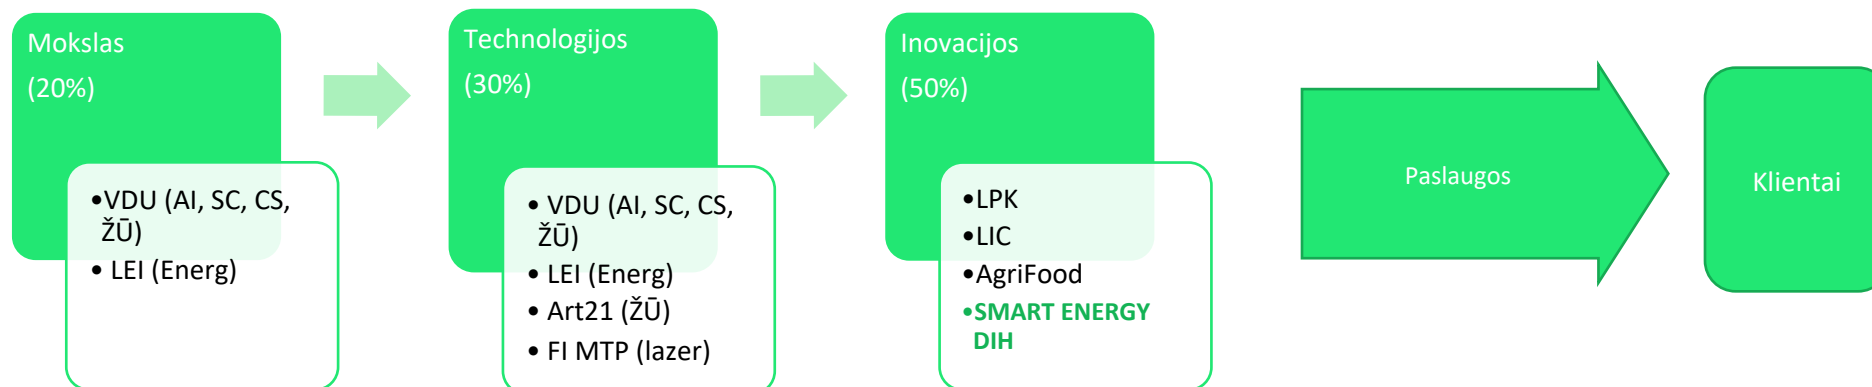 Mokslas
(20%)
•VDU (AI, SC, CS,
ŽŪ)
• LEI (Energ)
Technologijos
(30%)
• VDU (AI, SC, CS,
ŽŪ)
• LEI (Energ)
• Art21 (ŽŪ)
• FI MTP (lazer)
Inovacijos
(50%)
•LPK
•LIC
•AgriFood
•SMART ENERGY
DIH
Paslaugos
Klientai